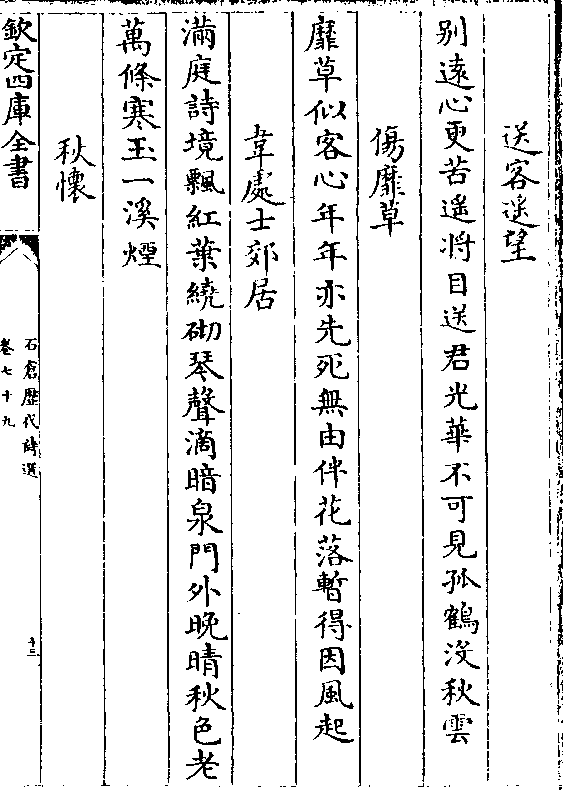 送客遥望
别遠心更苦遥將目送君光華不可見孤鶴没秋雲
傷靡草
靡草似客心年年亦先死無由伴花落暫得因風起
韋處士郊居
滿庭詩境飄紅葉繞砌琴聲滴暗泉門外晚晴秋色老
萬條寒玉一溪煙
秋懷
欽定四庫全書
石倉歴代詩選
卷七十九
十三